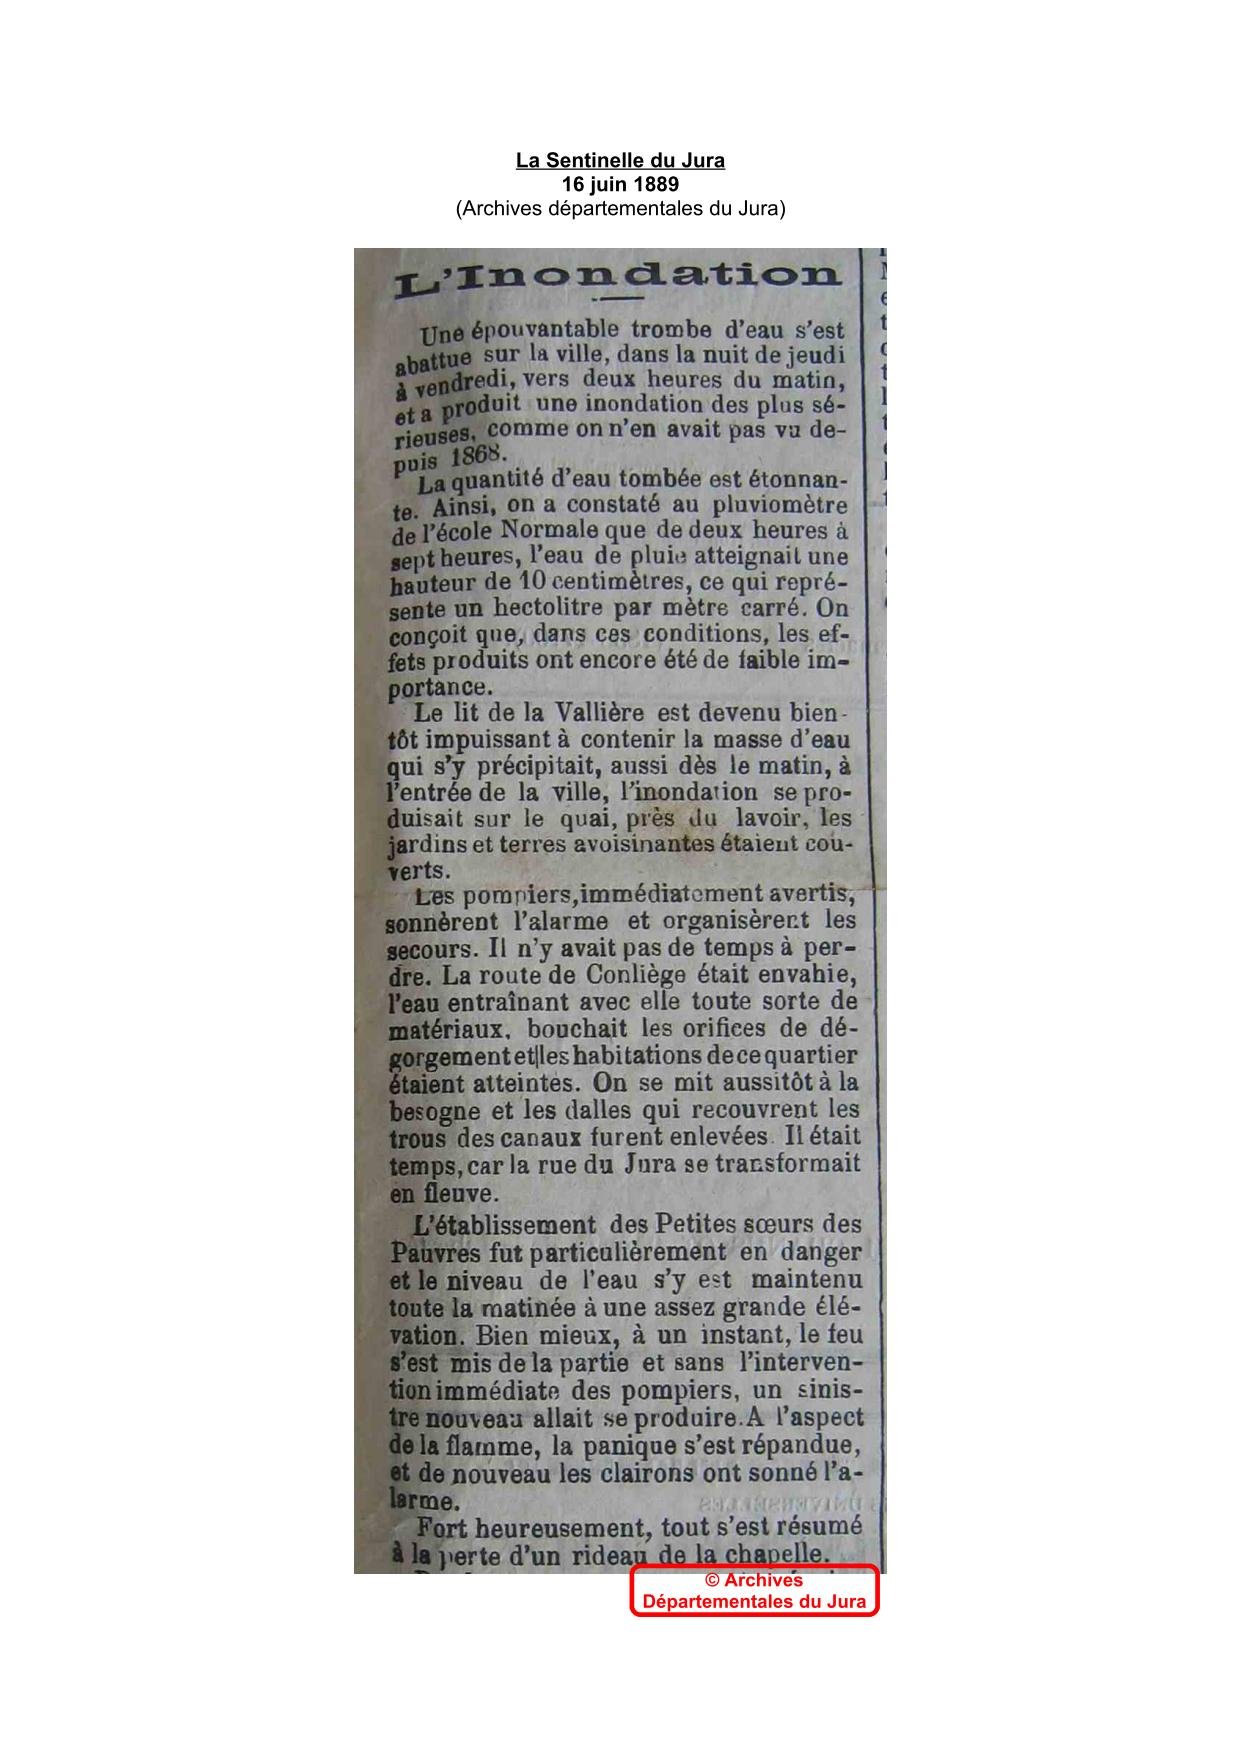 La Sentinelle du Jura
16 juin 1889
(Archives départementales du Jura)
L'Inondation
Une épouvantable trombe d'eau s'est
abattue sur la ville, dans la nuit de jeudi
à vendredi, vers deux heures du matin,
et a produit une inondation des plus sé-
rieuses, comme on n'en avait pas vu de-
puis 1868.
La quantité d'eau tombée est étonnan-
te. Ainsi, on a constaté au pluviomètre
de l'école Normale que de deux heures à
sept heures, l'eau de pluie atteignait une
hauteur de 10 centimètres, ce qui repré-
sente un hectolitre par mètre carré. On
conçoit que, dans ces conditions, les ef-
fets produits ont encore été de faible im-
portance.
Le lit de la Vallière est devenu bien-
tôt impuissant à contenir la masse d'eau
qui s'y précipitait, aussi dès le matin, à
l'entrée de la ville, l'inondation se pro-
duisait sur le quai, près du lavoir, les
jardins et terres avoisinantes étaient cou-
verts.
Les pompiers, immédiatement avertis,
sonnèrent l'alarme et organisèrent les
secours. Il n'y avait pas de temps à per-
dre. La route de Conliège était envahie,
l'eau entraînant avec elle toute sorte de
matériaux, bouchait les orifices de dé-
gorgement et les habitations de ce quartier
étaient atteintes. On se mit aussitôt à la
besogne et les dalles qui recouvrent les
trous des canaux furent enlevées. Il était
temps, car la rue du Jura se transformait
en fleuve.
L'établissement des Petites sœurs des
Pauvres fut particulièrement en danger
et le niveau de l'eau s'y est maintenu
toute la matinée à une assez grande élé-
vation. Bien mieux, à un instant, le feu
s'est mis de la partie et sans l'interven-
tion immédiate des pompiers, un sinis-
tre nouveau allait se produire. A l'aspect
de la flamme, la panique s'est répandue,
et de nouveau les clairons ont sonné l'a-
larme.
Fort heureusement, tout s'est résumé
à la perte d'un rideau de la chapelle.
© Archives
Départementales du Jura